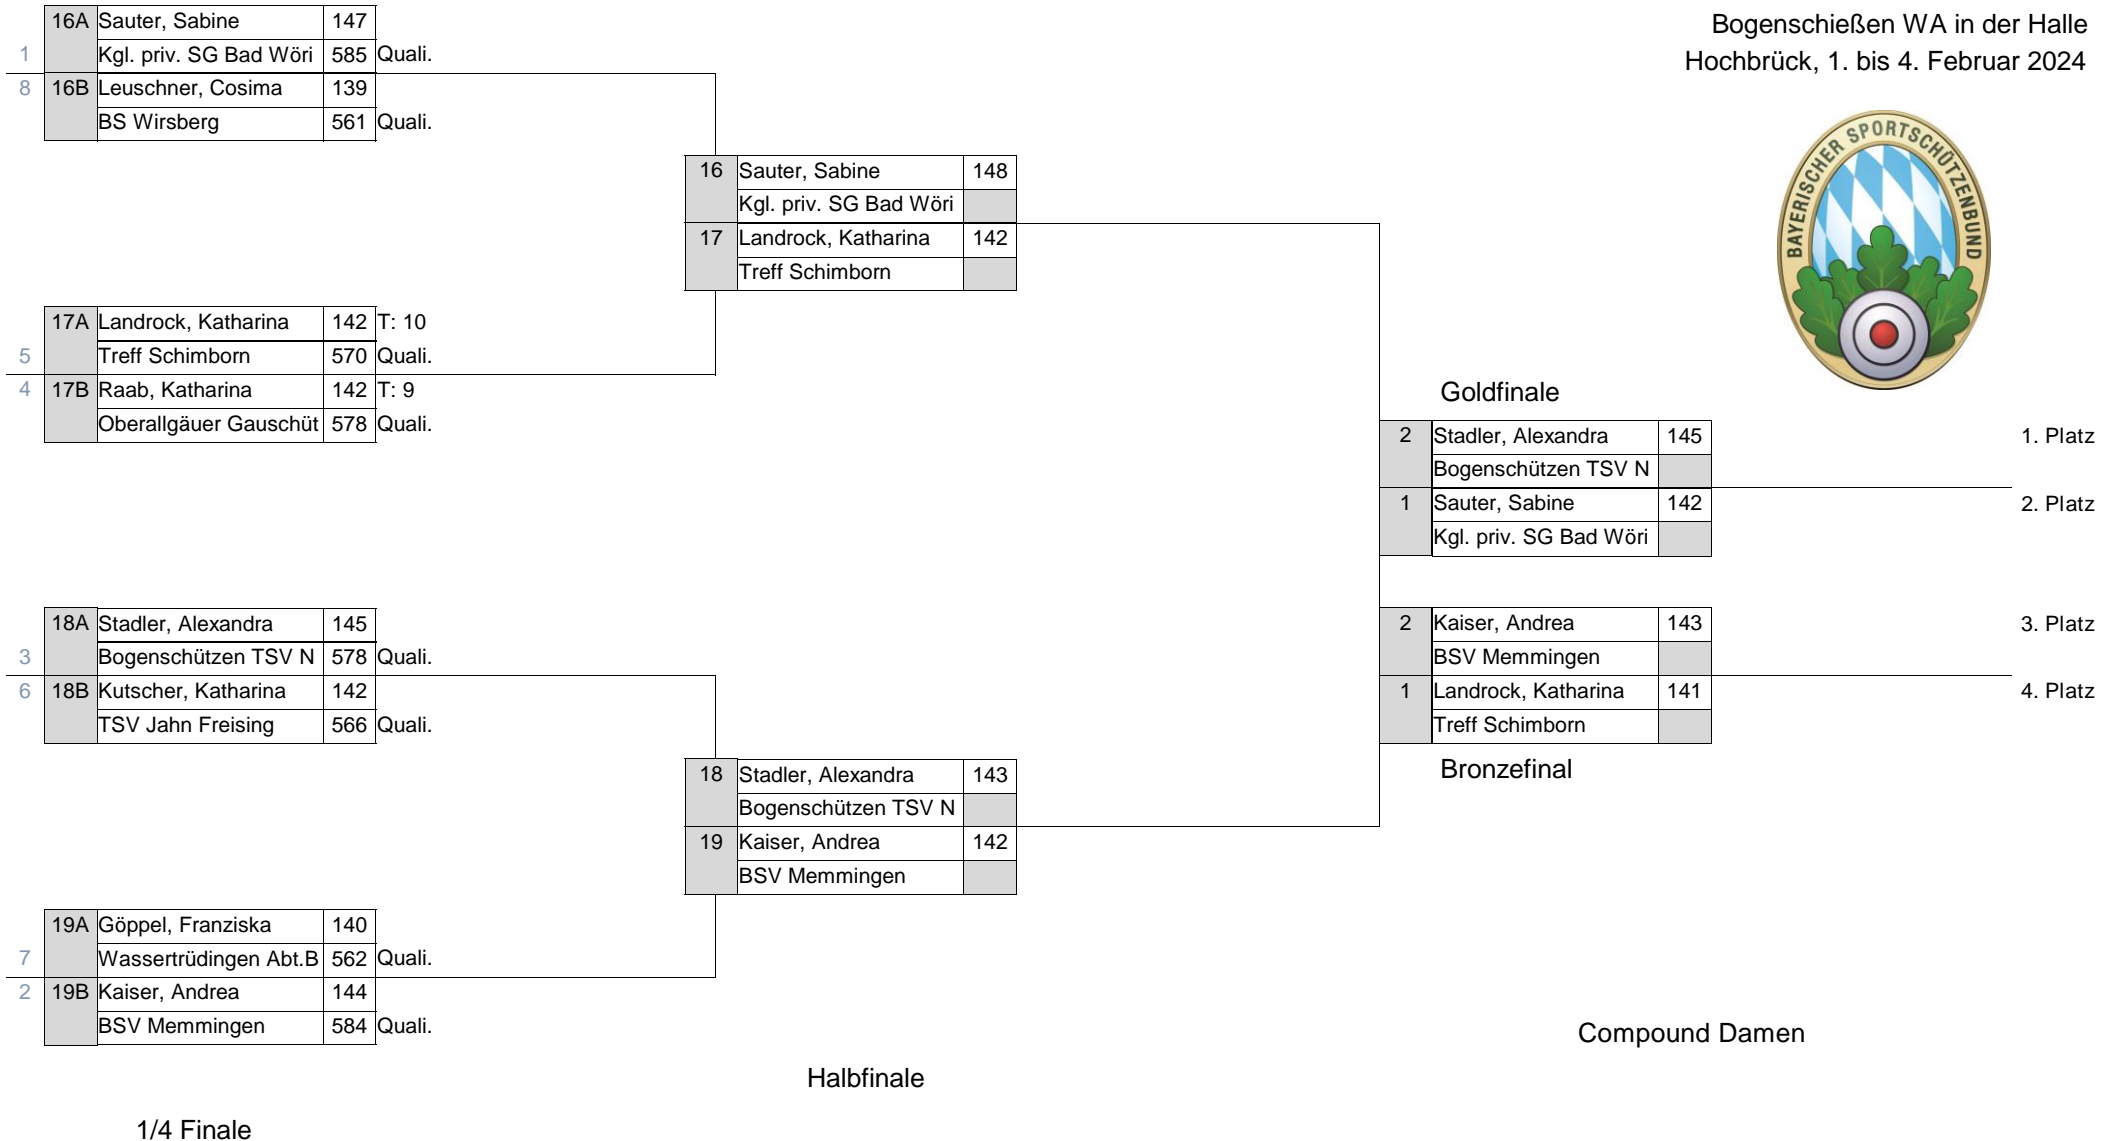 Bogenschießen WA in der Halle
Hochbrück, 1. bis 4. Februar 2024
BAYERISCHER SPORTSCHÜTZENBUND
16A Sauter, Sabine 147
1 Kgl. priv. SG Bad Wöri 585 Quali.
8 16B Leuschner, Cosima 139
BS Wirsberg 561 Quali.
17A Landrock, Katharina 142 T: 10
5 Treff Schimborn 570 Quali.
4 17B Raab, Katharina 142 T: 9
Oberallgäuer Gauschüt 578 Quali.
18A Stadler, Alexandra 145
3 Bogenschützen TSV N 578 Quali.
6 18B Kutscher, Katharina 142
TSV Jahn Freising 566 Quali.
19A Göppel, Franziska 140
7 Wassertrüdingen Abt.B 562 Quali.
2 19B Kaiser, Andrea 144
BSV Memmingen 584 Quali.
1/4 Finale
16 Sauter, Sabine 148
Kgl. priv. SG Bad Wöri
17 Landrock, Katharina 142
Treff Schimborn
18 Stadler, Alexandra 143
Bogenschützen TSV N
19 Kaiser, Andrea 142
BSV Memmingen
Halbfinale
Goldfinale
2 Stadler, Alexandra 145 1. Platz
Bogenschützen TSV N
1 Sauter, Sabine 142 2. Platz
Kgl. priv. SG Bad Wöri
2 Kaiser, Andrea 143 3. Platz
BSV Memmingen
1 Landrock, Katharina 141 4. Platz
Treff Schimborn
Bronzefinal
Compound Damen